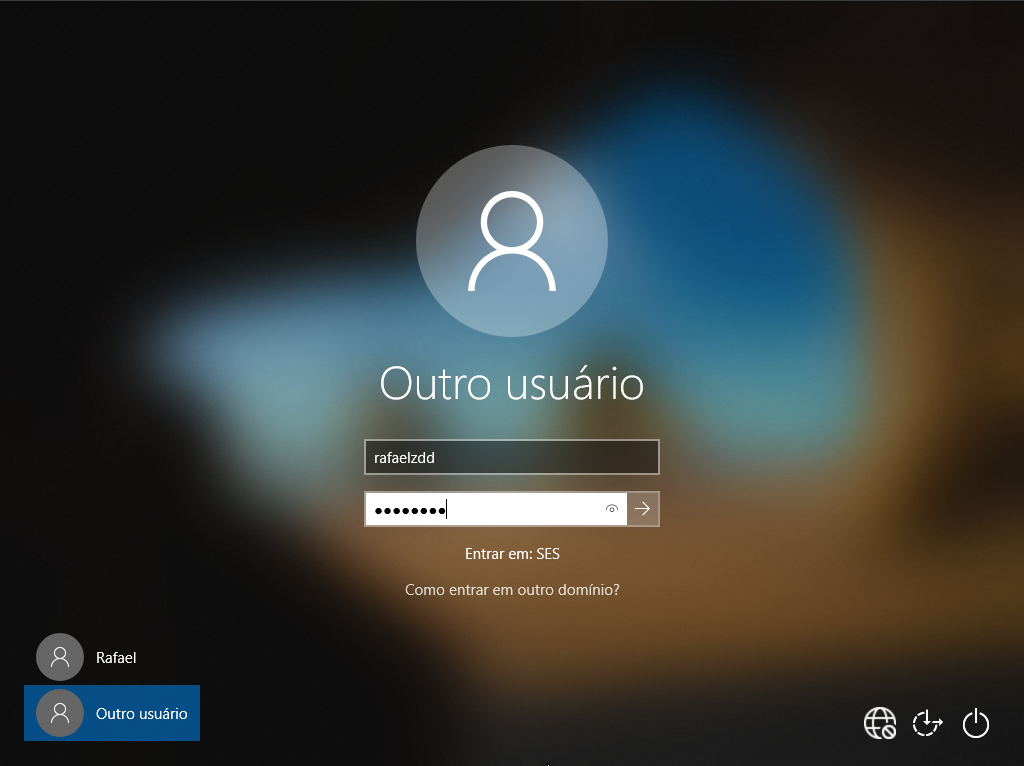 Outro usuário
rafaelzdd
●●●●●●●●
Entrar em: SES
Como entrar em outro domínio?
Rafael
Outro usuário